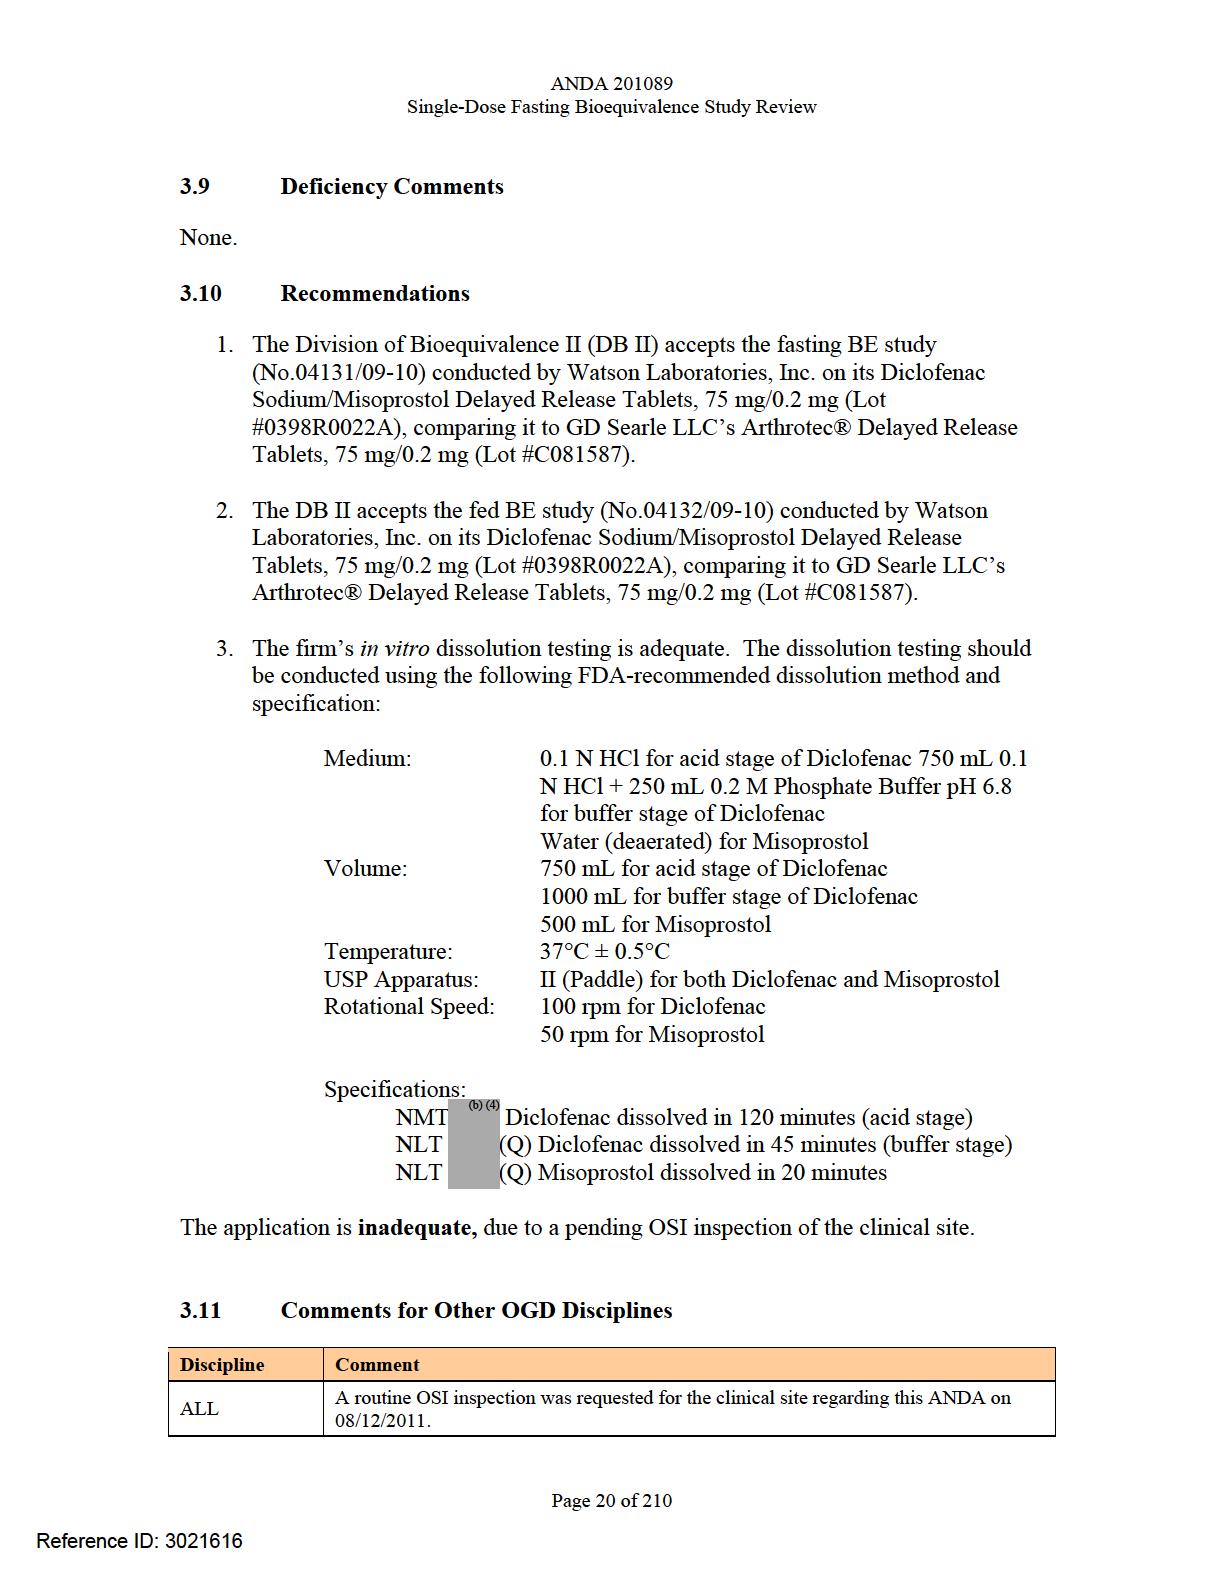 ANDA 201089
Single-Dose Fasting Bioequivalence Study Review
3.9 Deficiency Comments
None.
3.10 Recommendations
1. The Division of Bioequivalence II (DB II) accepts the fasting BE study
(No.04131/09-10) conducted by Watson Laboratories, Inc. on its Diclofenac
Sodium/Misoprostol Delayed Release Tablets, 75 mg/0.2 mg (Lot
#0398R0022A), comparing it to GD Searle LLC’s Arthrotec® Delayed Release
Tablets, 75 mg/0.2 mg (Lot #C081587).
2. The DB II accepts the fed BE study (No.04132/09-10) conducted by Watson
Laboratories, Inc. on its Diclofenac Sodium/Misoprostol Delayed Release
Tablets, 75 mg/0.2 mg (Lot #0398R0022A), comparing it to GD Searle LLC’s
Arthrotec® Delayed Release Tablets, 75 mg/0.2 mg (Lot #C081587).
3. The firm’s in vitro dissolution testing is adequate. The dissolution testing should
be conducted using the following FDA-recommended dissolution method and
specification:
Medium: 0.1 N HCl for acid stage of Diclofenac 750 mL 0.1
N HCl + 250 mL 0.2 M Phosphate Buffer pH 6.8
for buffer stage of Diclofenac
Water (deaerated) for Misoprostol
Volume: 750 mL for acid stage of Diclofenac
1000 mL for buffer stage of Diclofenac
500 mL for Misoprostol
Temperature: 37°C ± 0.5°C
USP Apparatus: II (Paddle) for both Diclofenac and Misoprostol
Rotational Speed: 100 rpm for Diclofenac
50 rpm for Misoprostol
Specifications:
(b) (4)
NMT Diclofenac dissolved in 120 minutes (acid stage)
NLT (Q) Diclofenac dissolved in 45 minutes (buffer stage)
NLT (Q) Misoprostol dissolved in 20 minutes
The application is inadequate, due to a pending OSI inspection of the clinical site.
3.11 Comments for Other OGD Disciplines
Discipline Comment
ALL A routine OSI inspection was requested for the clinical site regarding this ANDA on
08/12/2011.
Page 20 of 210
Reference ID: 3021616